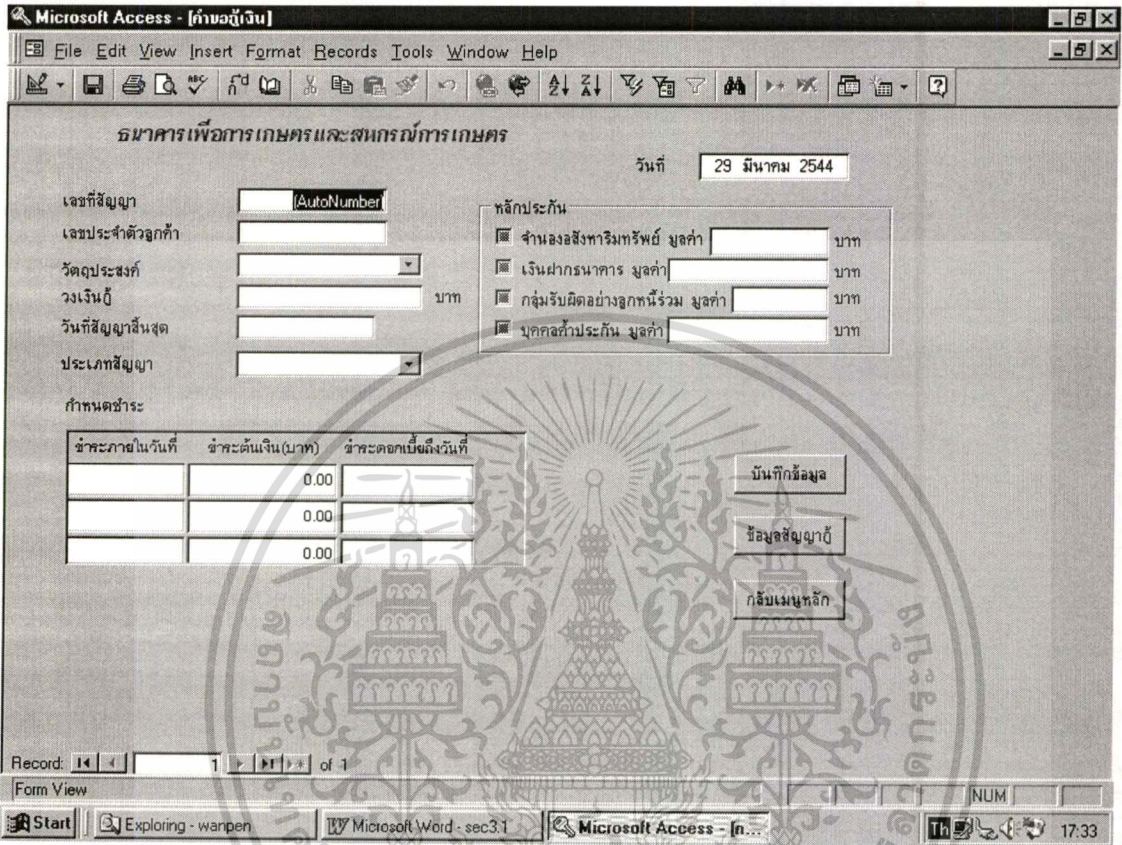 Microsoft Access - [คำขอกู้เงิน]
File Edit View Insert Format Records Tools Window Help
ธนาคารเพื่อการเกษตรและสหกรณ์การเกษตร
วันที่ 29 มีนาคม 2544
เลขที่สัญญา (AutoNumber)
เลขประจำตัวลูกค้า
วัตถุประสงค์
วงเงินกู้ บาท
วันที่สัญญาสิ้นสุด
ประเภทสัญญา
หลักประกัน
จำนองอสังหาริมทรัพย์ มูลค่า บาท
เงินฝากธนาคาร มูลค่า บาท
กลุ่มรับผิดอย่างลูกหนี้ร่วม มูลค่า บาท
บุคคลค้ำประกัน มูลค่า บาท
กำหนดชำระ
ชำระภายในวันที่ ชำระต้นเงิน(บาท) ชำระดอกเบี้ยถึงวันที่
0.00
0.00
0.00
บันทึกข้อมูล
ข้อมูลสัญญากู้
กลับเมนูหลัก
Record: 1 of 1
Form View NUM
Start Exploring - wanpen Microsoft Word - sec3.1 Microsoft Access - [ค... Th 17:33